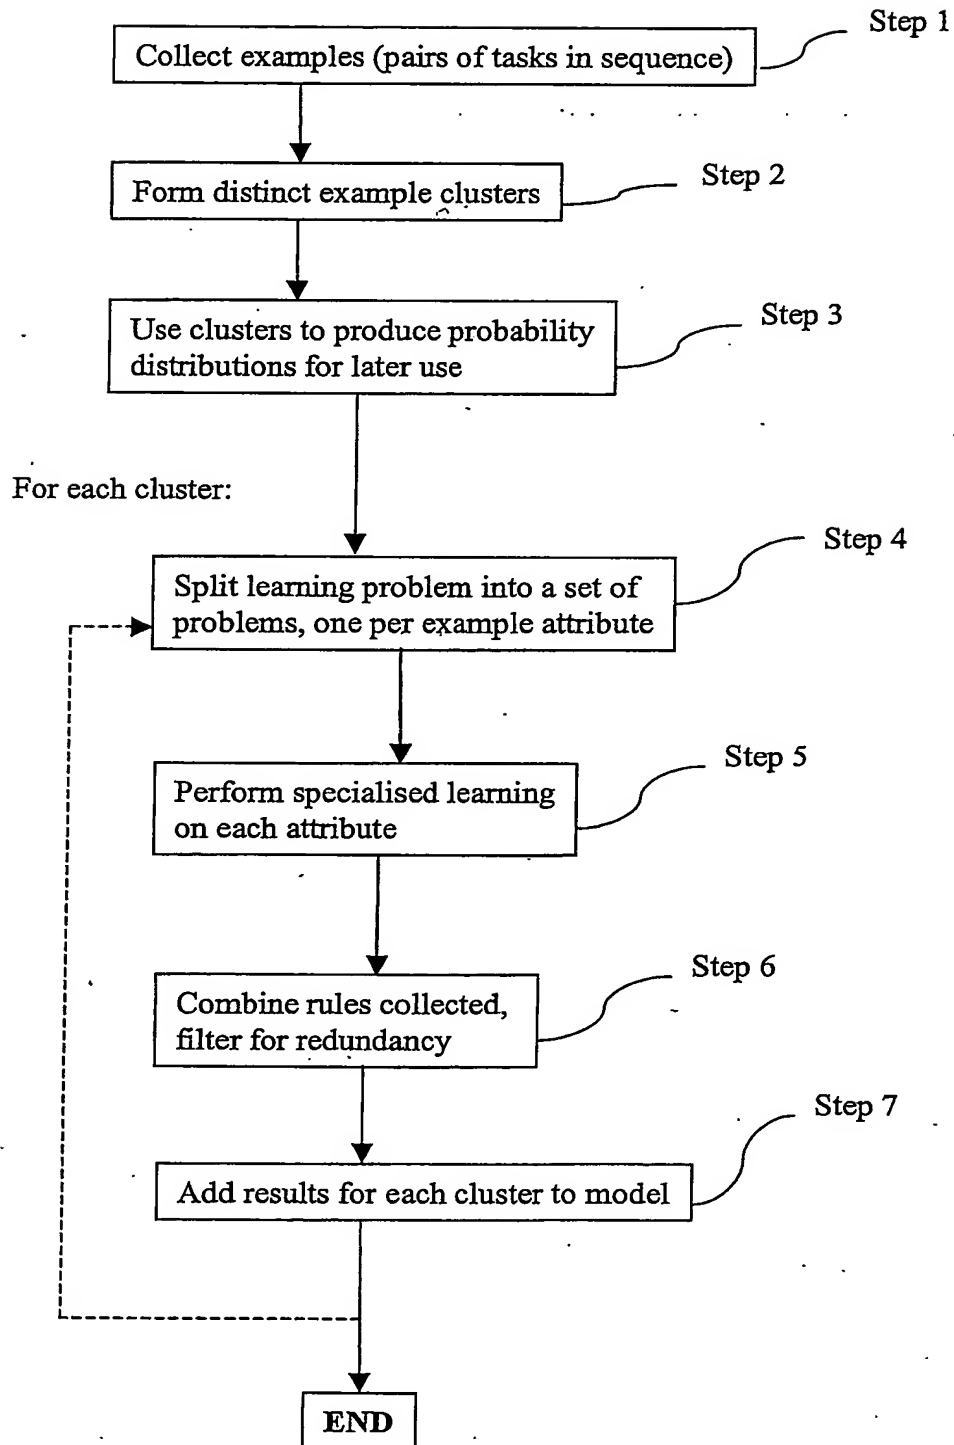 Step 1
Collect examples (pairs of tasks in sequence)
Step 2
Form distinct example clusters
Step 3
Use clusters to produce probability
distributions for later use
For each cluster:
Step 4
Split learning problem into a set of
problems, one per example attribute
Step 5
Perform specialised learning
on each attribute
Step 6
Combine rules collected,
filter for redundancy
Step 7
Add results for each cluster to model
END